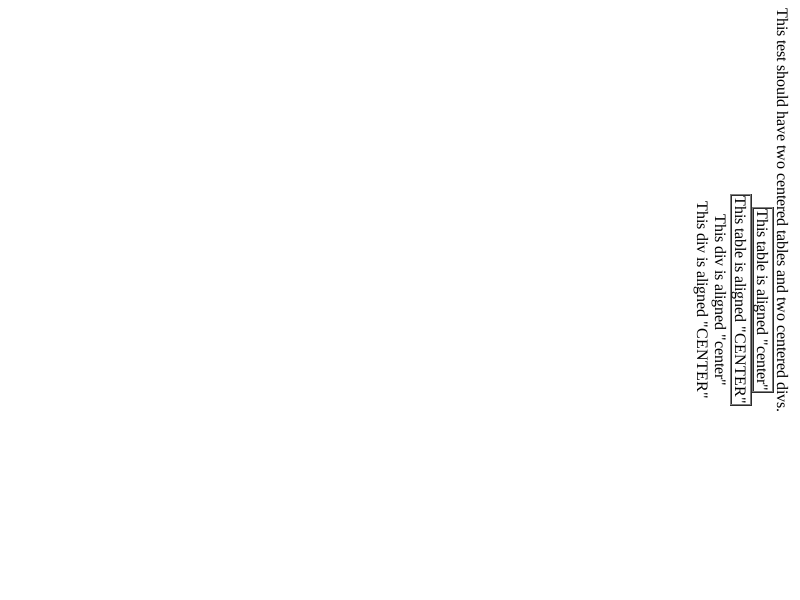 This test should have two centered tables and two centered divs.
This table is aligned "center"
This table is aligned "CENTER"
This div is aligned "center"
This div is aligned "CENTER"